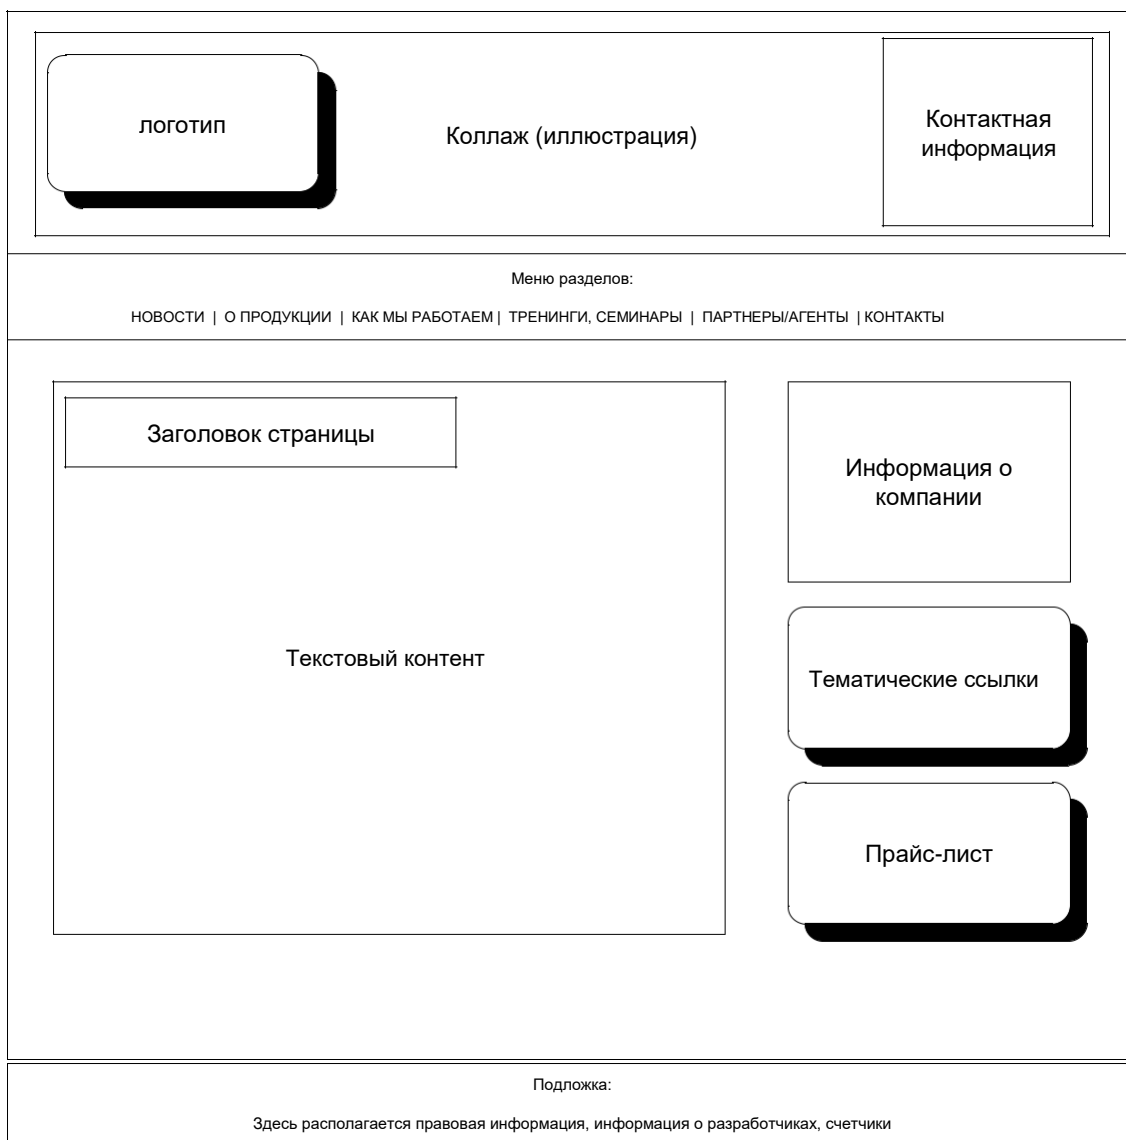 логотип
Коллаж (иллюстрация)
Контактная
информация
Меню разделов:
НОВОСТИ | О ПРОДУКЦИИ | КАК МЫ РАБОТАЕМ | ТРЕНИНГИ, СЕМИНАРЫ | ПАРТНЕРЫ/АГЕНТЫ | КОНТАКТЫ
Заголовок страницы
Текстовый контент
Информация о
компании
Тематические ссылки
Прайс-лист
Подложка:
Здесь располагается правовая информация, информация о разработчиках, счетчики